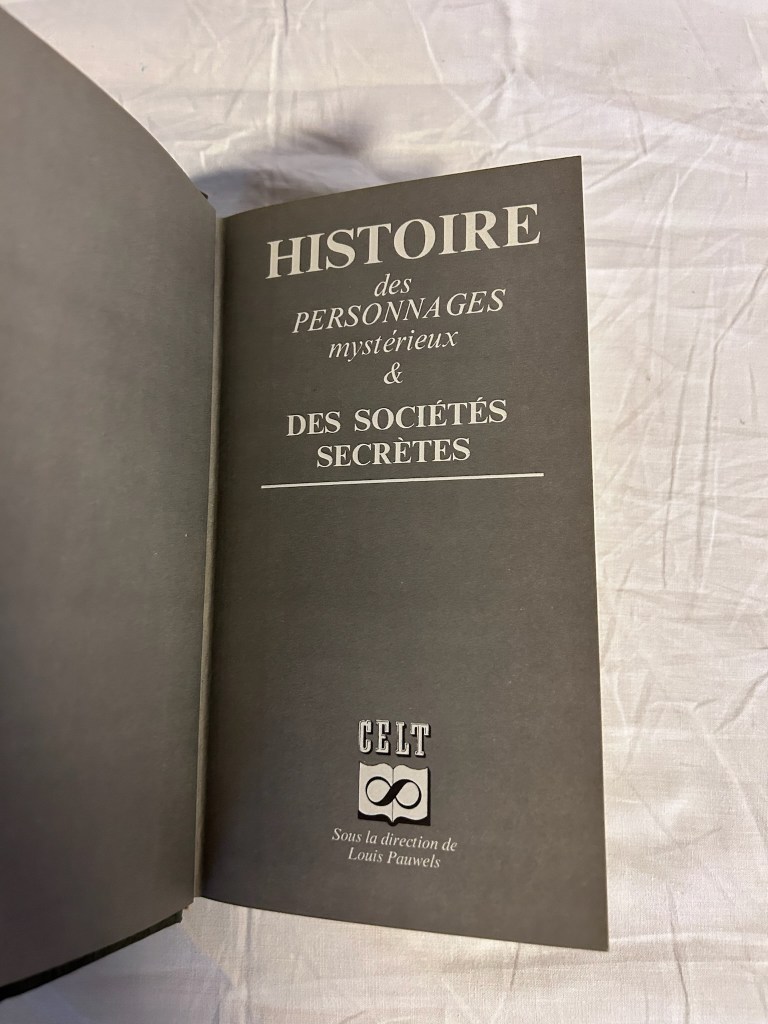 HISTOIRE
des
PERSONNAGES
mystérieux
&
DES SOCIÉTÉS
SECRÈTES
CELT
Sous la direction de
Louis Pauwels